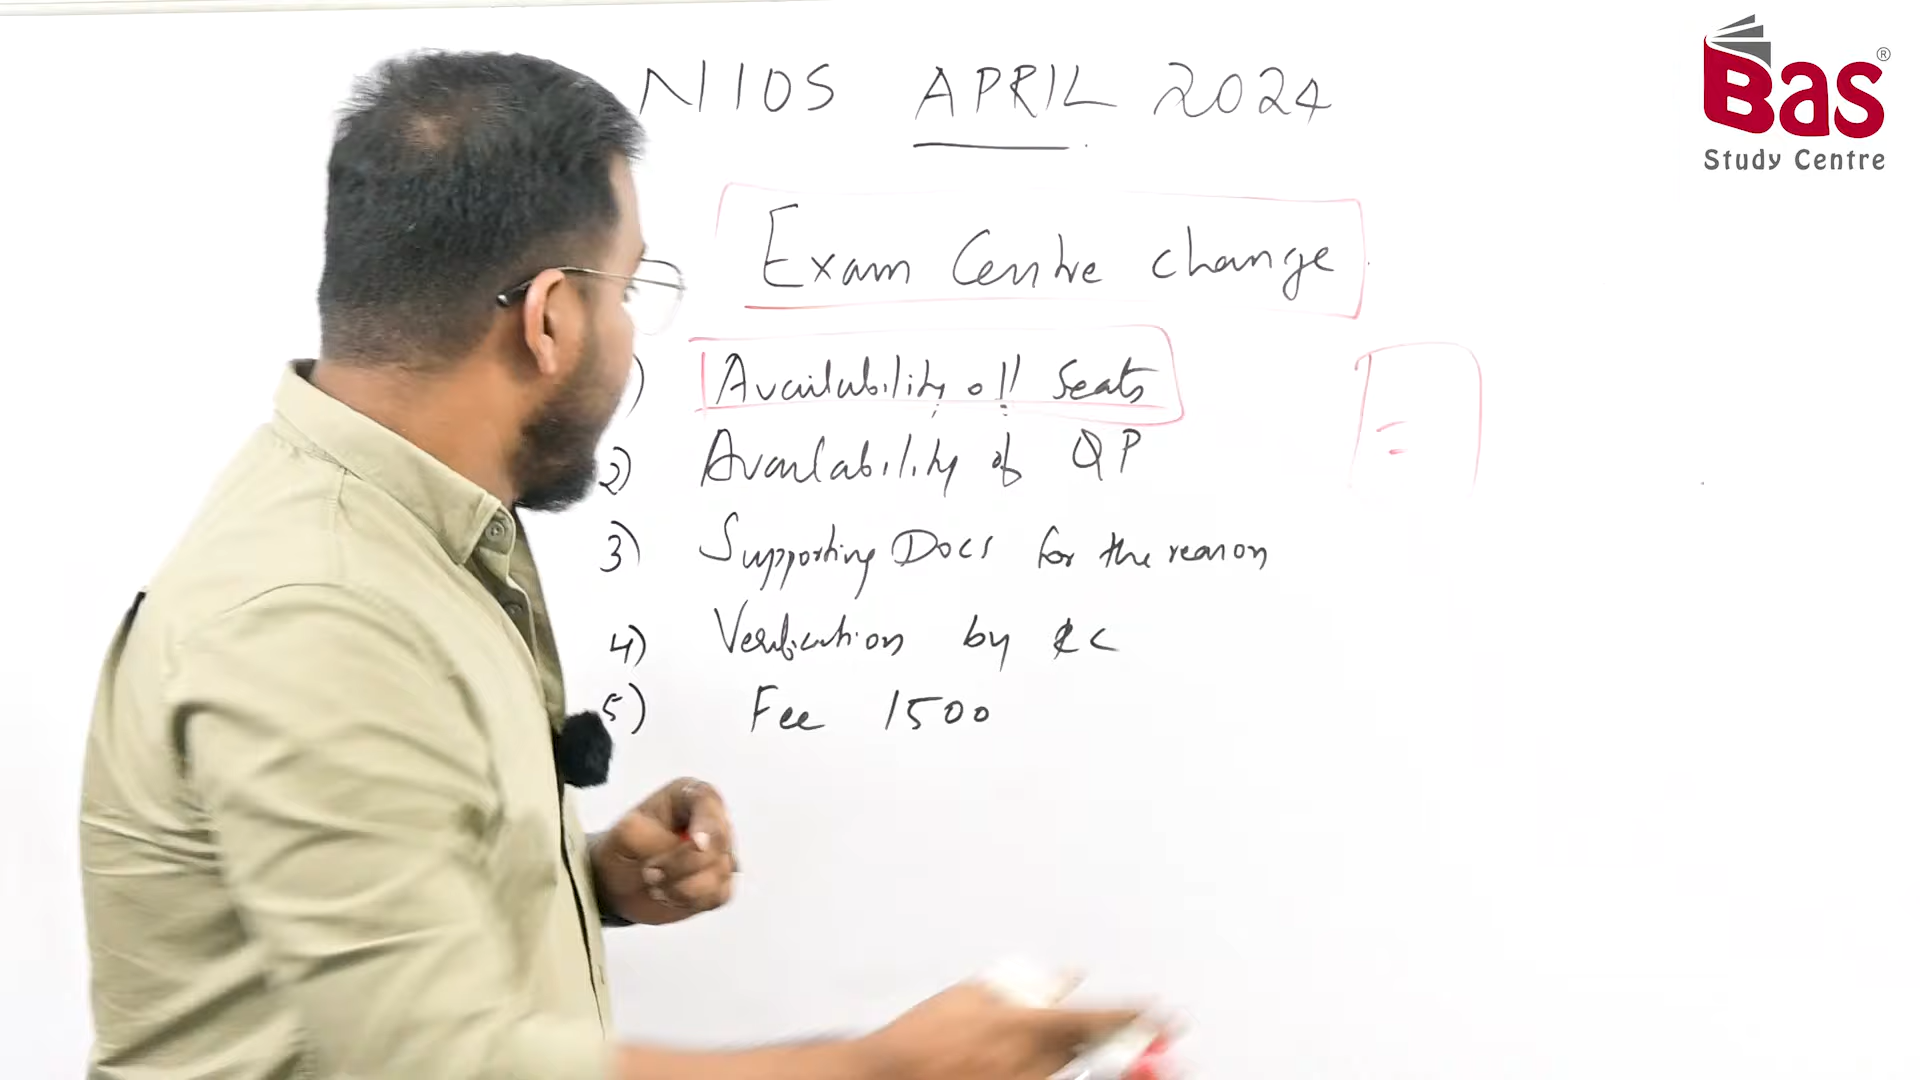 NIOS APRIL 2024
Bas®
Study Centre
Exam Centre change
) Availability off Seats
2) Availability of QP
3) Supporting Docs for the reason
4) Verification by RC
5) Fee 1500